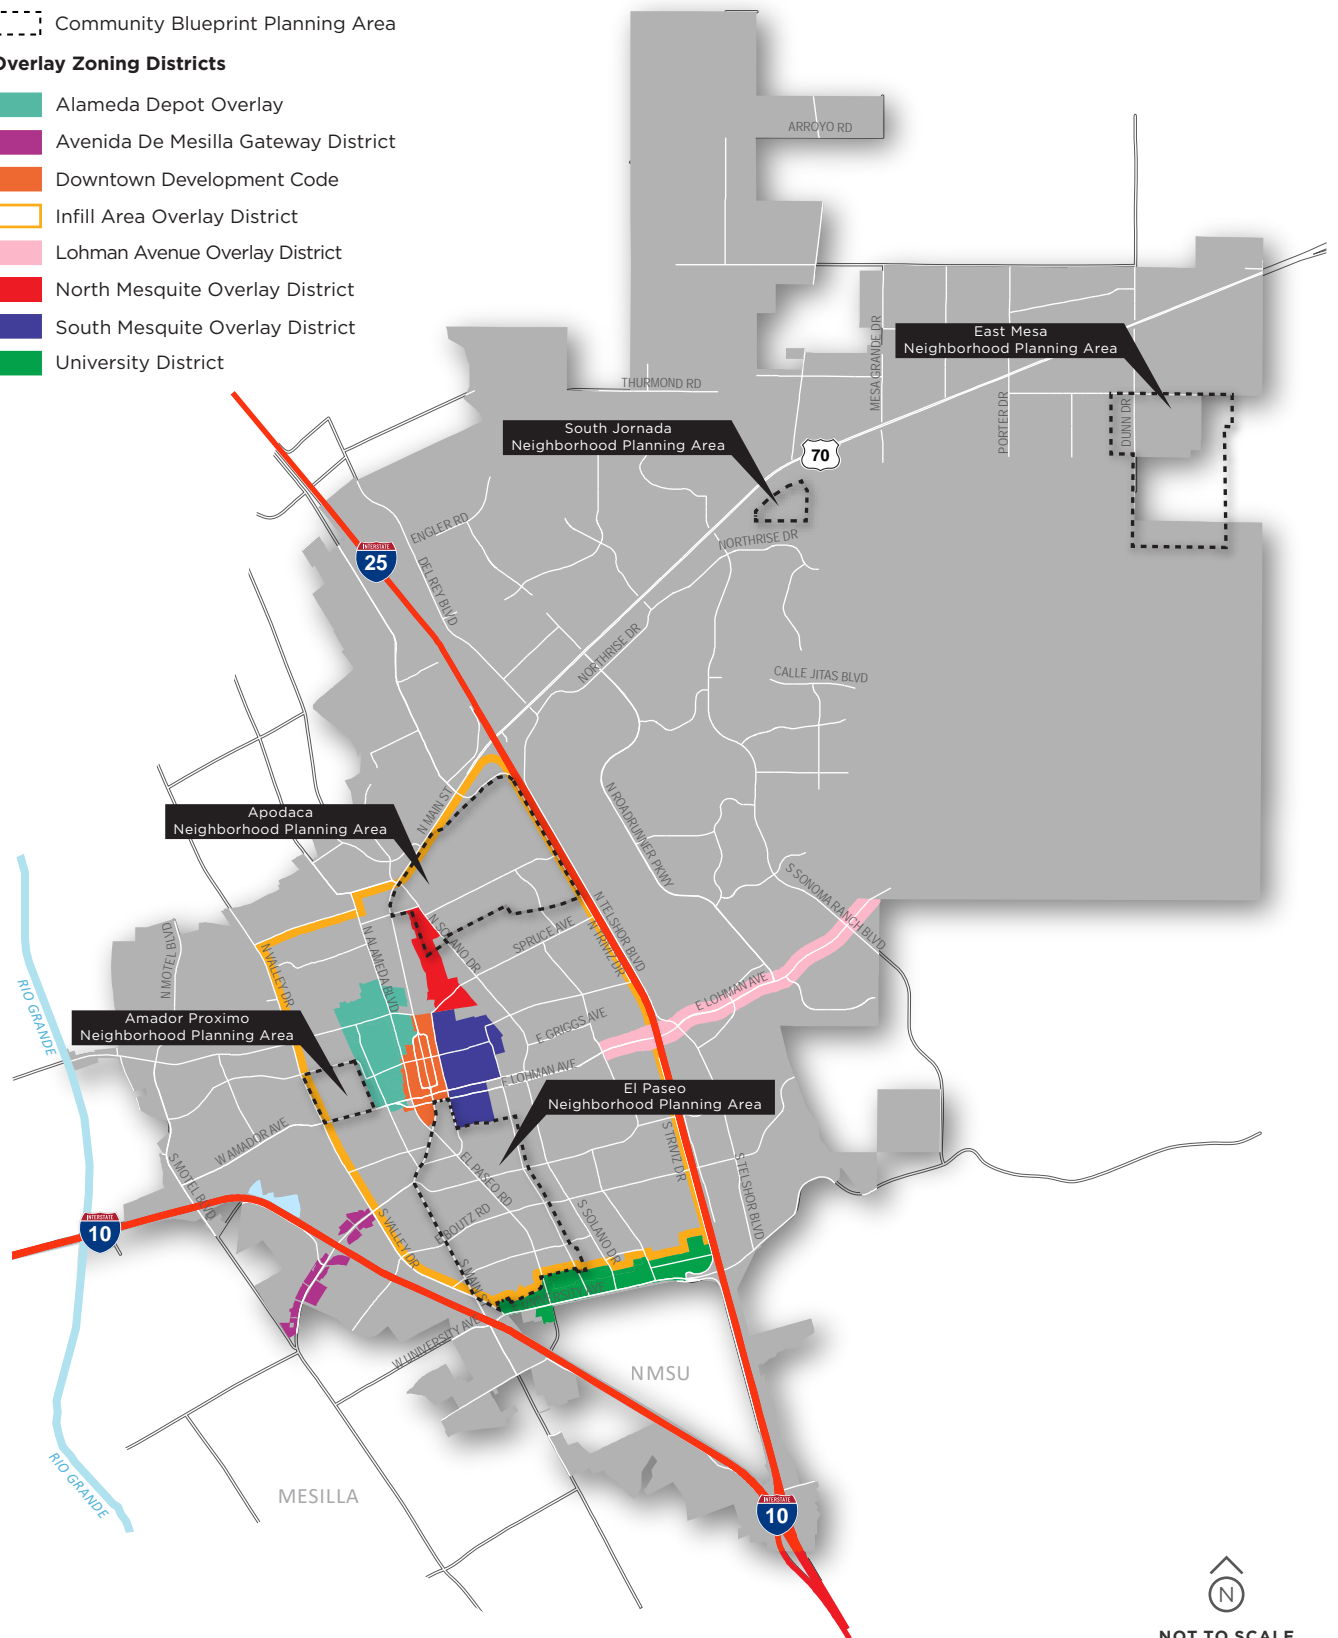 Community Blueprint Planning Area
Overlay Zoning Districts
Alameda Depot Overlay
Avenida De Mesilla Gateway District
Downtown Development Code
Infill Area Overlay District
Lohman Avenue Overlay District
North Mesquite Overlay District
South Mesquite Overlay District
University District
ARROYO RD
MESA GRANDE DR
East Mesa
Neighborhood Planning Area
THURMOND RD
PORTER DR
DUNN DR
South Jornada
Neighborhood Planning Area
70
ENGLER RD
NORTHRISE DR
INTERSTATE
25
DEL REY BLVD
NORTHRISE DR
CALLE JITAS BLVD
N MAIN ST
N ROADRUNNER PKWY
Apodaca
Neighborhood Planning Area
S SONOMA RANCH BLVD
N TELSHOR BLVD
N TRIVIZ DR
N SOLANO DR
SPRUCE AVE
N MOTEL BLVD
N VALLEY DR
N ALAMEDA BLVD
RIO GRANDE
E LOHMAN AVE
Amador Proximo
Neighborhood Planning Area
E GRIGGS AVE
E LOHMAN AVE
El Paseo
Neighborhood Planning Area
W AMADOR AVE
S MOTEL BLVD
EL PASEO RD
S TRIVIZ DR
S TELSHOR BLVD
INTERSTATE
10
S VALLEY DR
E BOUTZ RD
S SOLANO DR
S MAIN S
W UNIVERSITY AVE
NMSU
RIO GRANDE
MESILLA
INTERSTATE
10
N
NOT TO SCALE